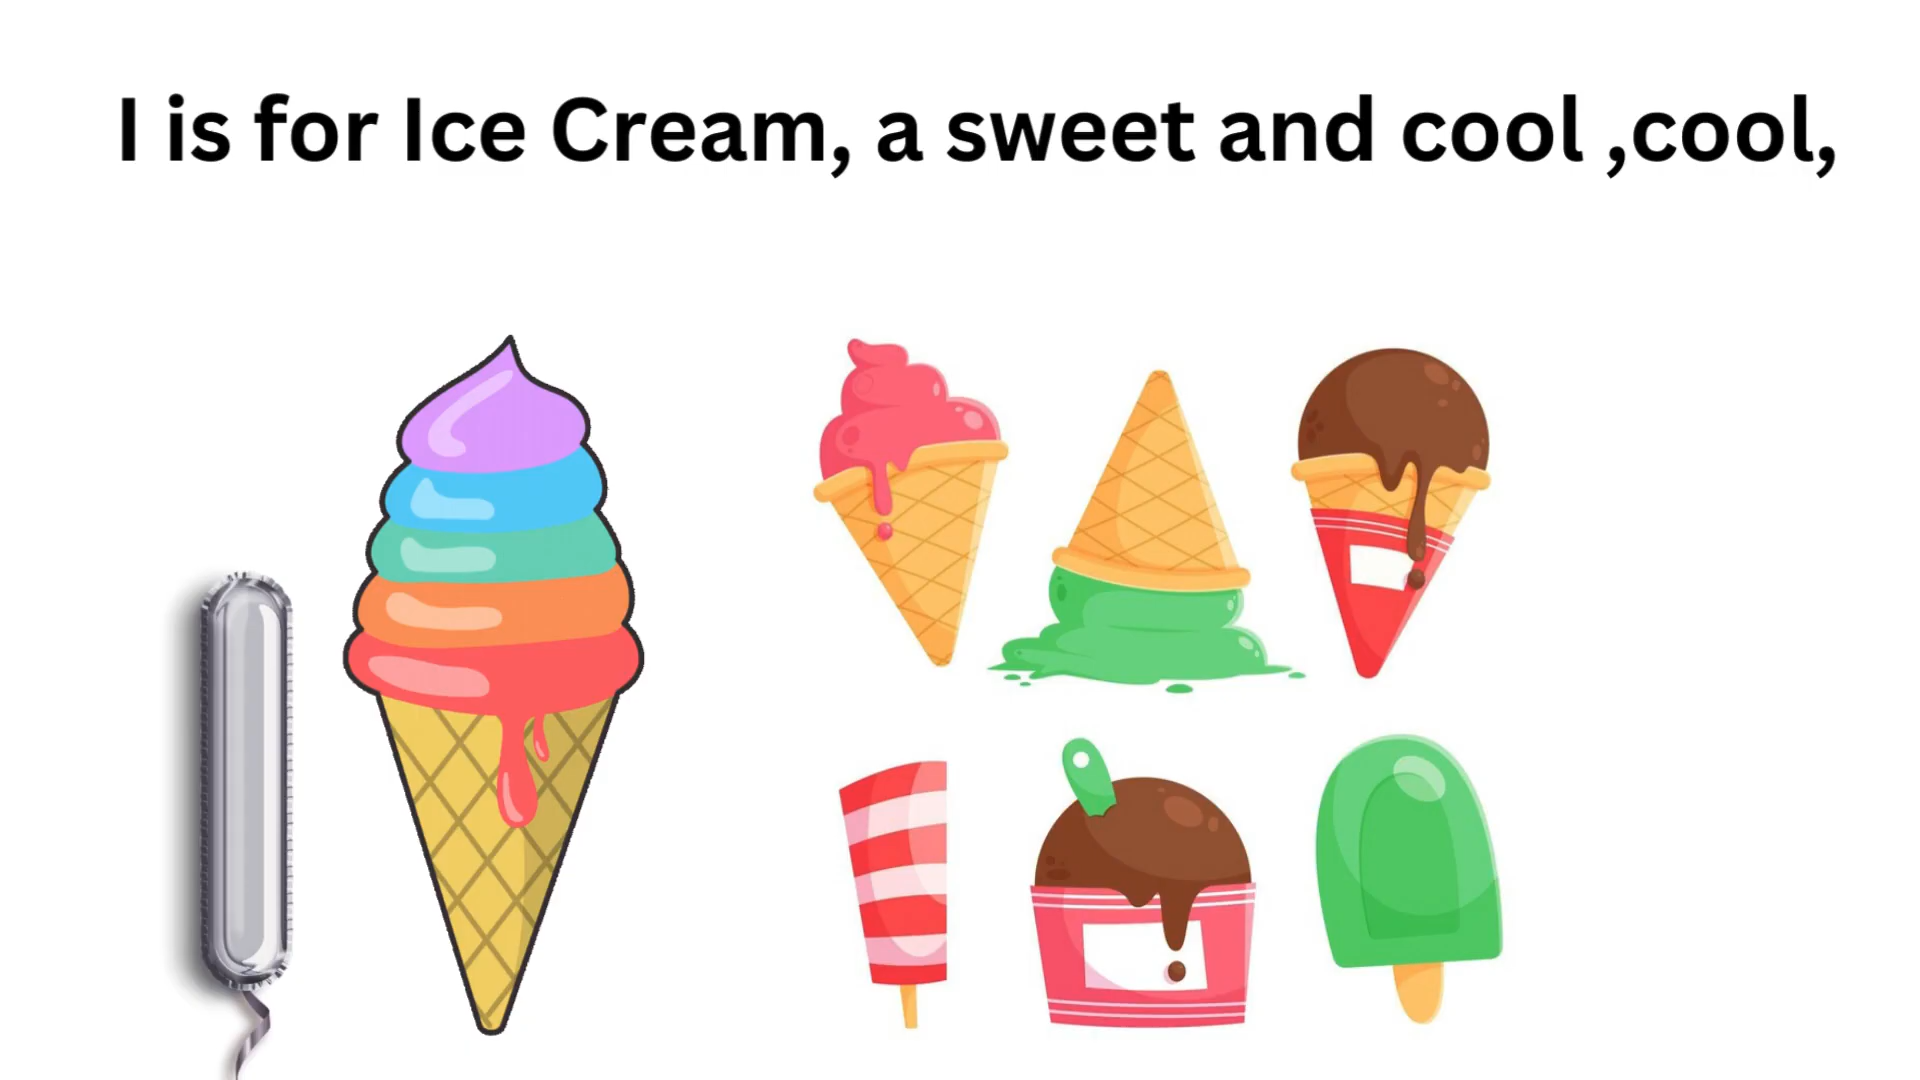 I is for Ice Cream, a sweet and cool ,cool,
I